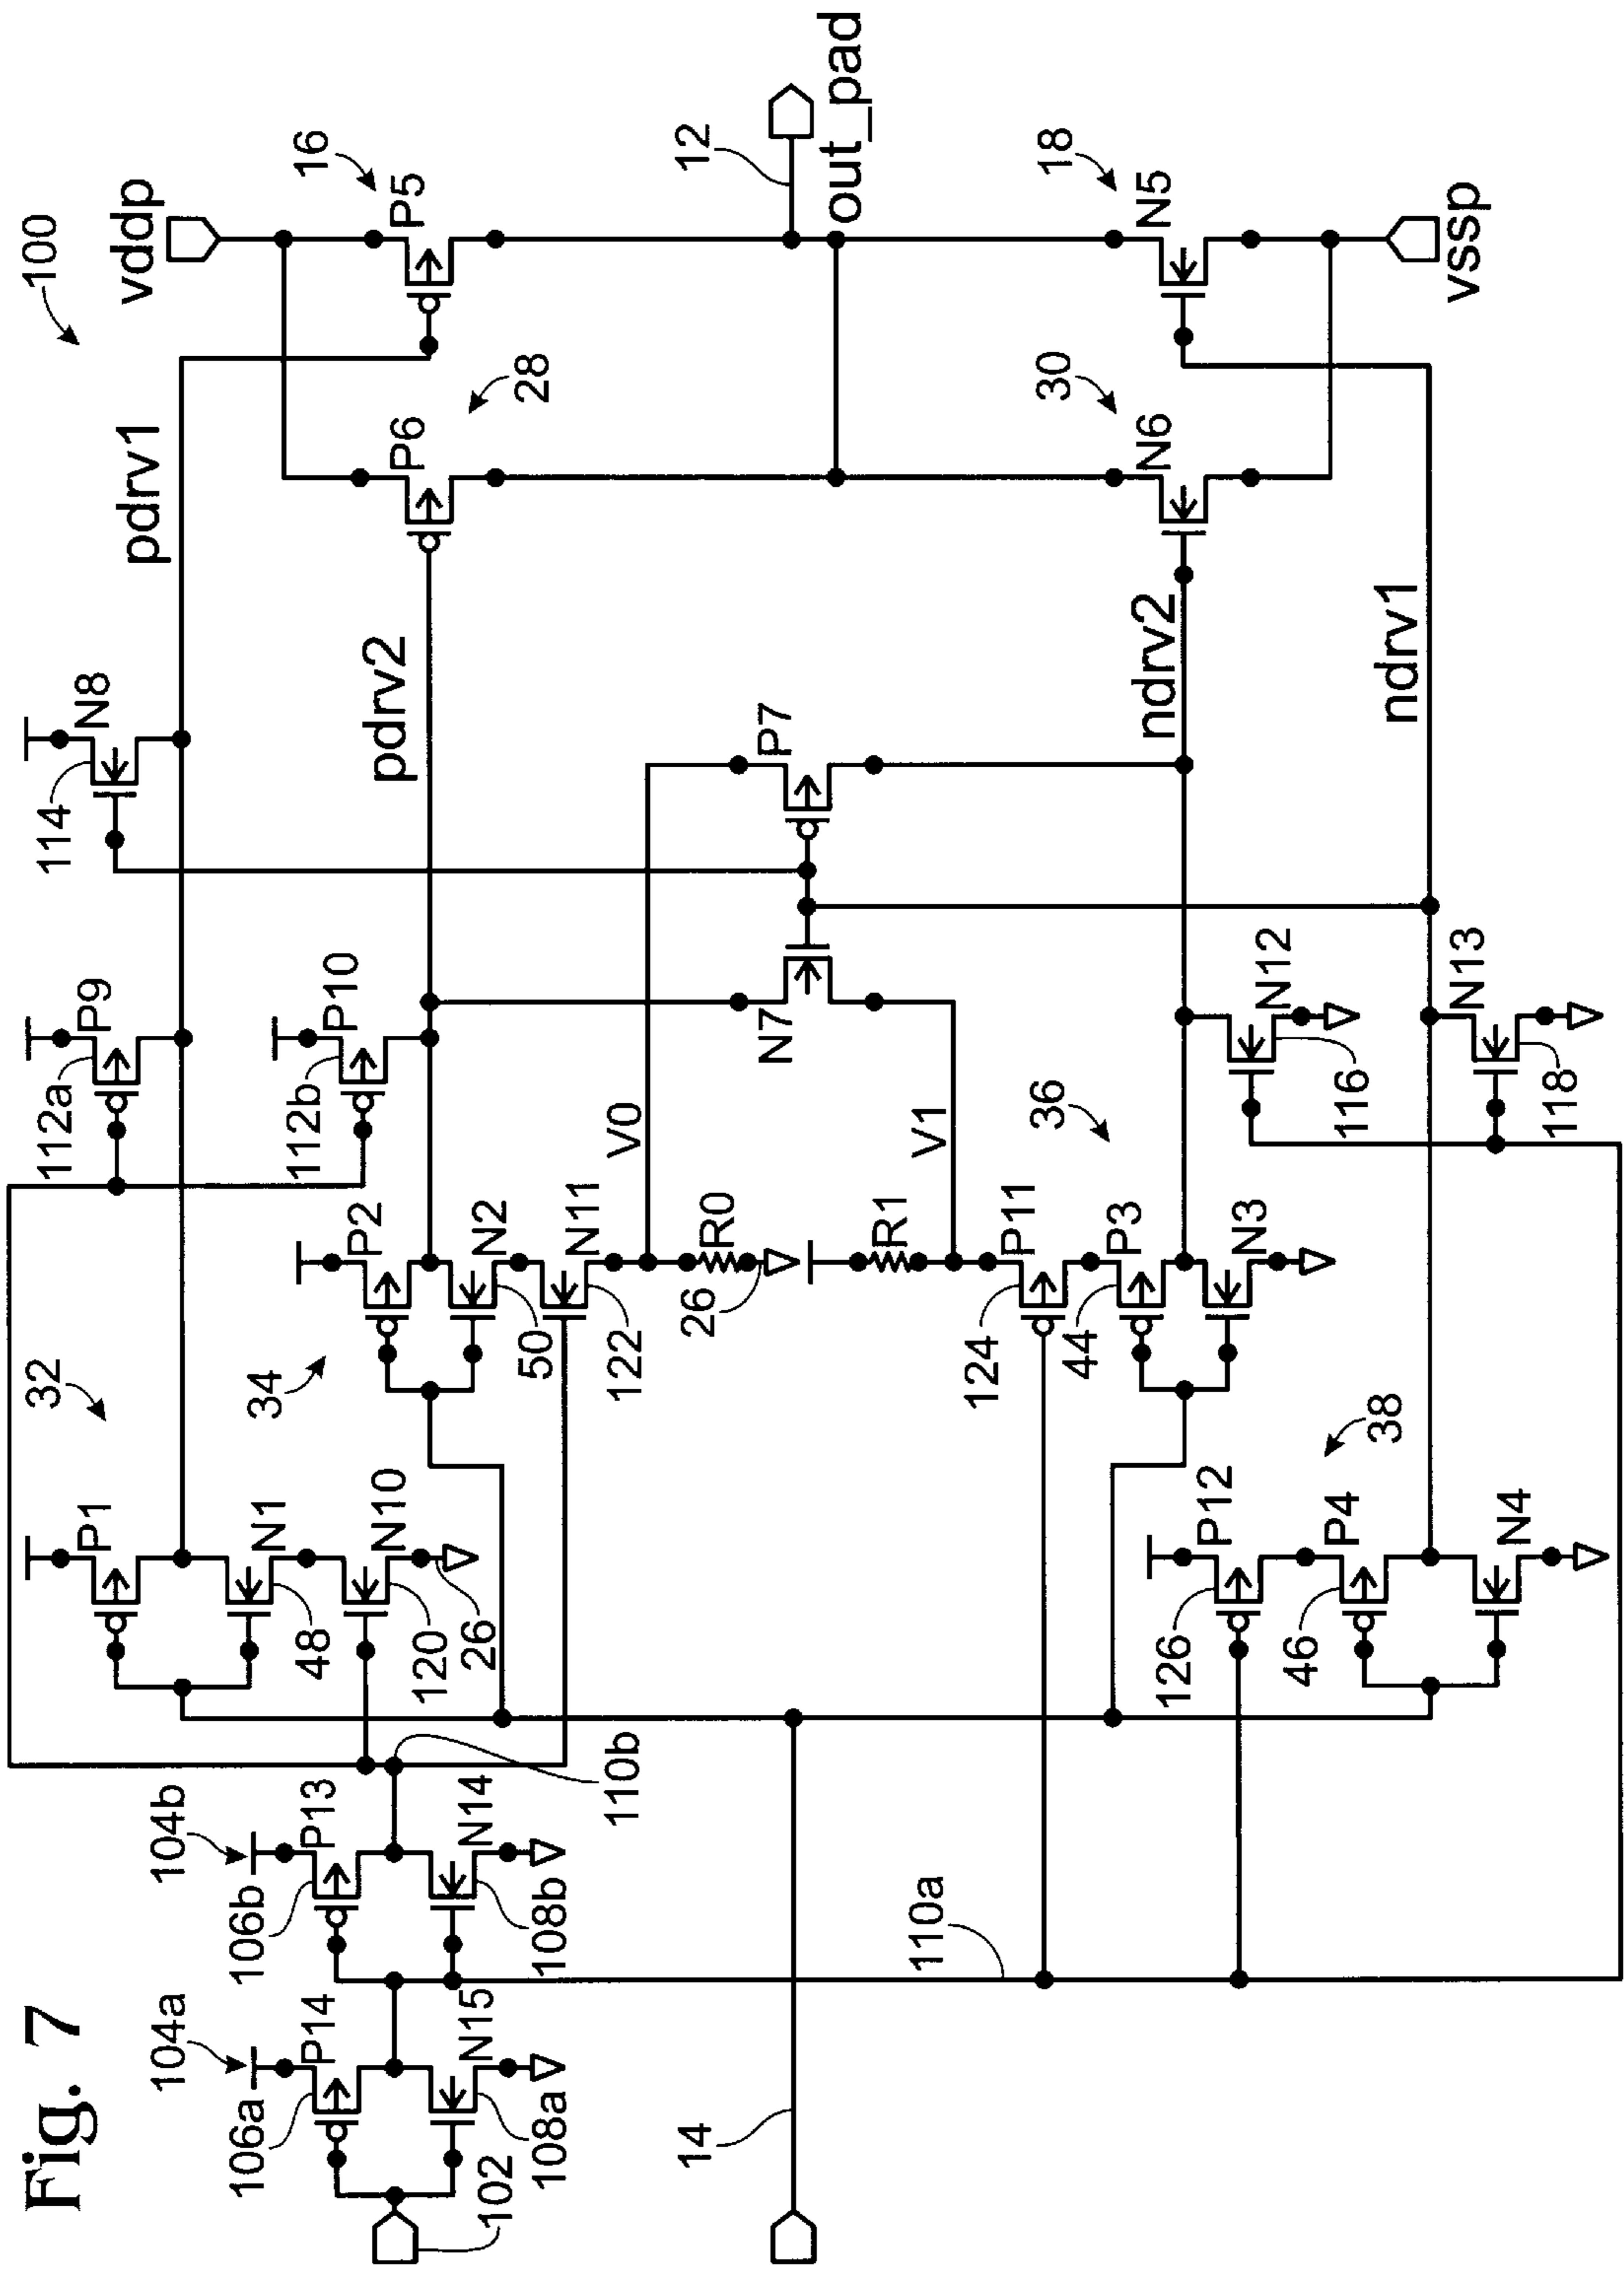 Fig. 7
100
vddp
16
P5
12
out_pad
18
N5
vssp
pdrv1
28
P6
30
N6
N8
114
pdrv2
ndrv2
ndrv1
P7
P9
112a
P10
112b
N7
N12
116
N13
118
V0
V1
36
32
34
P2
N2
50
N11
122
R0
26
R1
P11
124
P3
44
N3
P1
N1
48
N10
120
26
38
P12
126
P4
46
N4
110b
104b
P13
106b
N14
108b
110a
104a
P14
106a
N15
108a
102
14